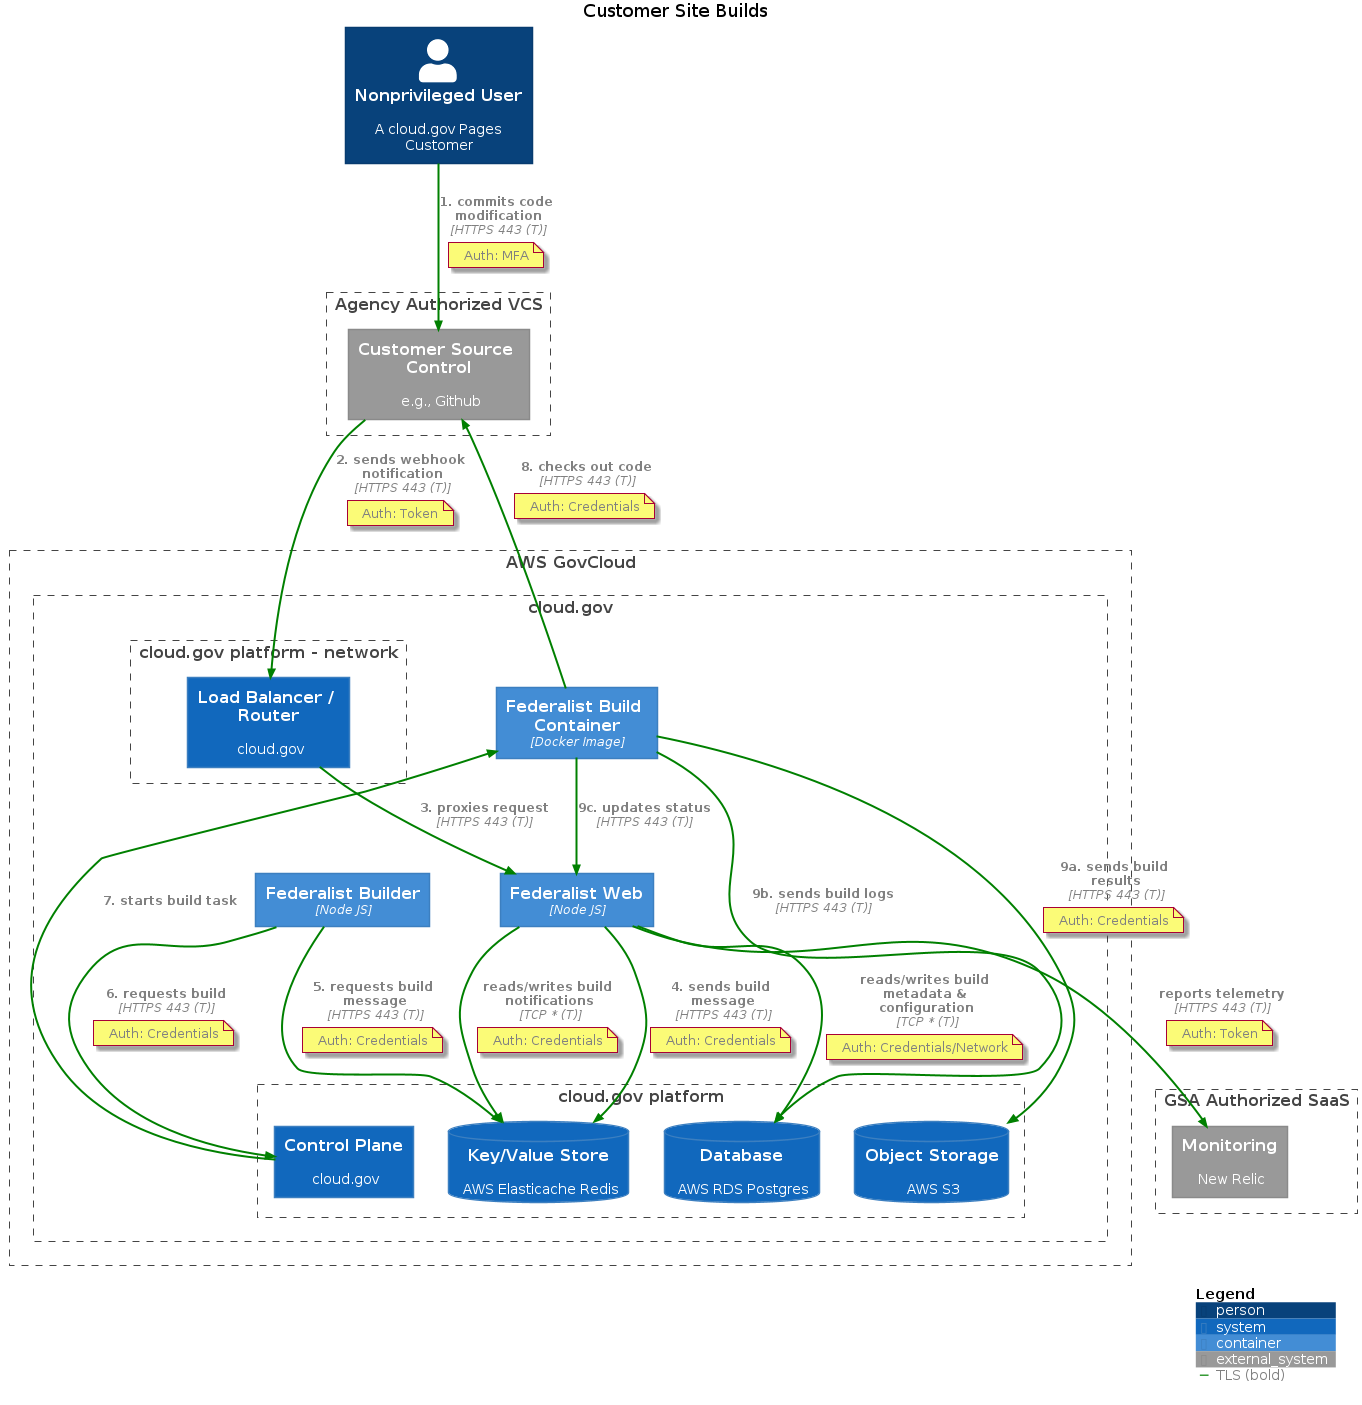 Customer Site Builds
Nonprivileged User
A cloud.gov Pages
Customer
1. commits code
modification
[HTTPS 443 (T)]
Auth: MFA
Agency Authorized VCS
Customer Source
Control
e.g., Github
2. sends webhook
notification
[HTTPS 443 (T)]
Auth: Token
8. checks out code
[HTTPS 443 (T)]
Auth: Credentials
AWS GovCloud
cloud.gov
cloud.gov platform - network
Load Balancer /
Router
cloud.gov
Federalist Build
Container
[Docker Image]
3. proxies request
[HTTPS 443 (T)]
9c. updates status
[HTTPS 443 (T)]
9a. sends build
results
[HTTPS 443 (T)]
Auth: Credentials
7. starts build task
Federalist Builder
[Node JS]
Federalist Web
[Node JS]
9b. sends build logs
[HTTPS 443 (T)]
6. requests build
[HTTPS 443 (T)]
Auth: Credentials
5. requests build
message
[HTTPS 443 (T)]
Auth: Credentials
reads/writes build
notifications
[TCP * (T)]
Auth: Credentials
4. sends build
message
[HTTPS 443 (T)]
Auth: Credentials
reads/writes build
metadata &
configuration
[TCP * (T)]
Auth: Credentials/Network
reports telemetry
[HTTPS 443 (T)]
Auth: Token
cloud.gov platform
Control Plane
cloud.gov
Key/Value Store
AWS Elasticache Redis
Database
AWS RDS Postgres
Object Storage
AWS S3
GSA Authorized SaaS
Monitoring
New Relic
Legend
person
system
container
external_system
TLS (bold)